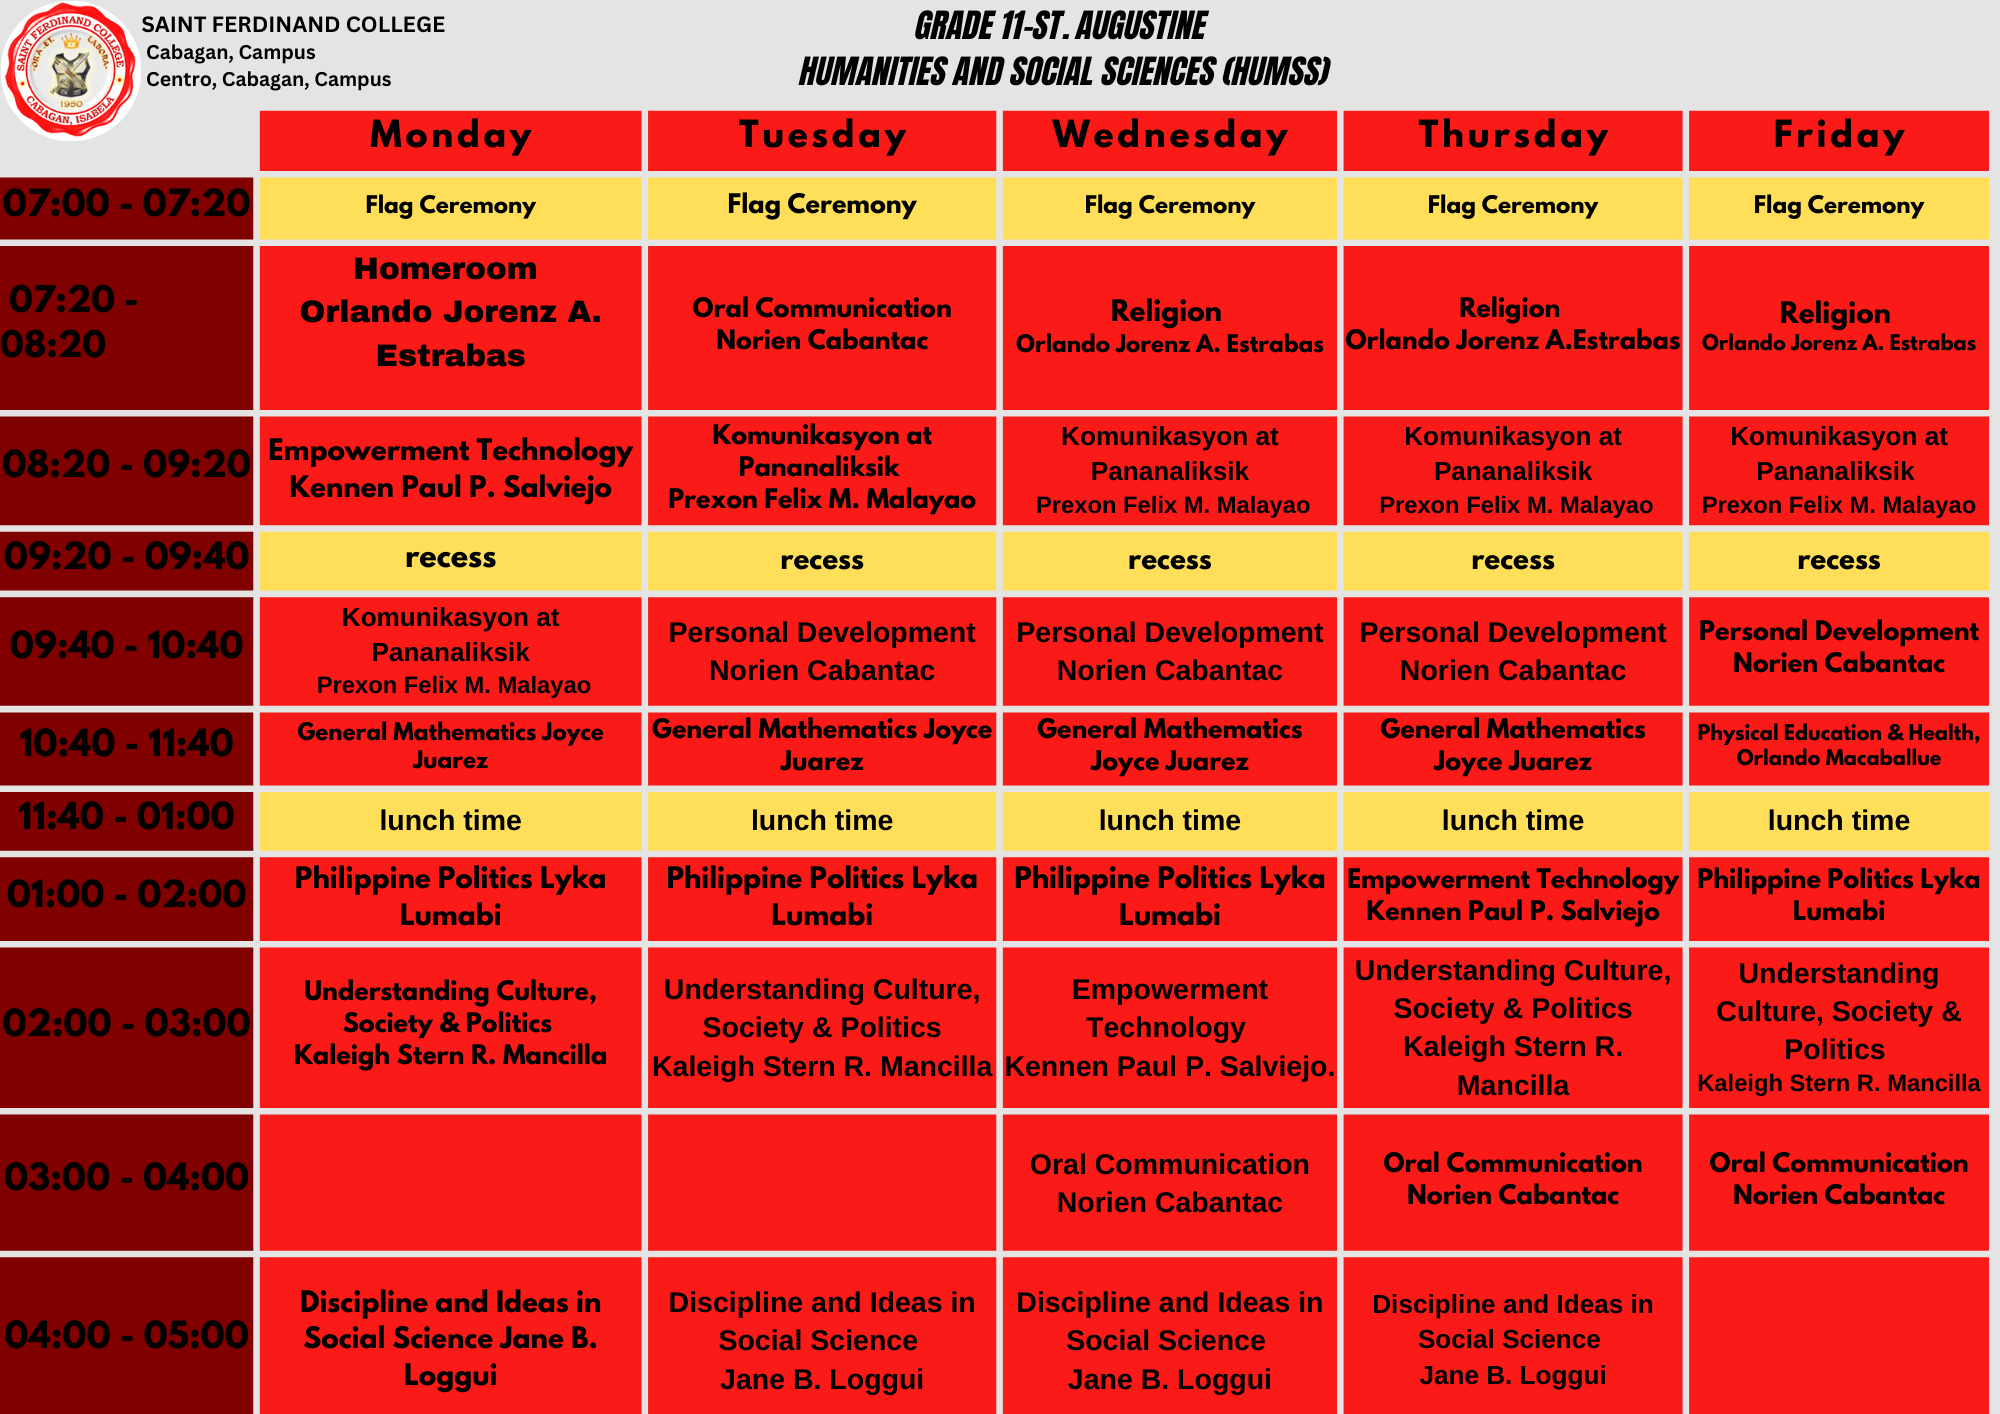 SAINT FERDINAND COLLEGE
Cabagan, Campus
Centro, Cabagan, Campus
SAINT FERDINAND COLLEGE
ORA ET LABORA
1950
CABAGAN, ISABELA
GRADE 11-ST. AUGUSTINE
HUMANITIES AND SOCIAL SCIENCES (HUMSS)
Monday
Tuesday
Wednesday
Thursday
Friday
07:00 - 07:20
Flag Ceremony
Flag Ceremony
Flag Ceremony
Flag Ceremony
Flag Ceremony
07:20 -
08:20
Homeroom
Orlando Jorenz A.
Estrabas
Oral Communication
Norien Cabantac
Religion
Orlando Jorenz A. Estrabas
Religion
Orlando Jorenz A.Estrabas
Religion
Orlando Jorenz A. Estrabas
08:20 - 09:20
Empowerment Technology
Kennen Paul P. Salviejo
Komunikasyon at
Pananaliksik
Prexon Felix M. Malayao
Komunikasyon at
Pananaliksik
Prexon Felix M. Malayao
Komunikasyon at
Pananaliksik
Prexon Felix M. Malayao
Komunikasyon at
Pananaliksik
Prexon Felix M. Malayao
09:20 - 09:40
recess
recess
recess
recess
recess
09:40 - 10:40
Komunikasyon at
Pananaliksik
Prexon Felix M. Malayao
Personal Development
Norien Cabantac
Personal Development
Norien Cabantac
Personal Development
Norien Cabantac
Personal Development
Norien Cabantac
10:40 - 11:40
General Mathematics Joyce
Juarez
General Mathematics Joyce
Juarez
General Mathematics
Joyce Juarez
General Mathematics
Joyce Juarez
Physical Education & Health,
Orlando Macaballue
11:40 - 01:00
lunch time
lunch time
lunch time
lunch time
lunch time
01:00 - 02:00
Philippine Politics Lyka
Lumabi
Philippine Politics Lyka
Lumabi
Philippine Politics Lyka
Lumabi
Empowerment Technology
Kennen Paul P. Salviejo
Philippine Politics Lyka
Lumabi
02:00 - 03:00
Understanding Culture,
Society & Politics
Kaleigh Stern R. Mancilla
Understanding Culture,
Society & Politics
Kaleigh Stern R. Mancilla
Empowerment
Technology
Kennen Paul P. Salviejo.
Understanding Culture,
Society & Politics
Kaleigh Stern R.
Mancilla
Understanding
Culture, Society &
Politics
Kaleigh Stern R. Mancilla
03:00 - 04:00
Oral Communication
Norien Cabantac
Oral Communication
Norien Cabantac
Oral Communication
Norien Cabantac
04:00 - 05:00
Discipline and Ideas in
Social Science Jane B.
Loggui
Discipline and Ideas in
Social Science
Jane B. Loggui
Discipline and Ideas in
Social Science
Jane B. Loggui
Discipline and Ideas in
Social Science
Jane B. Loggui